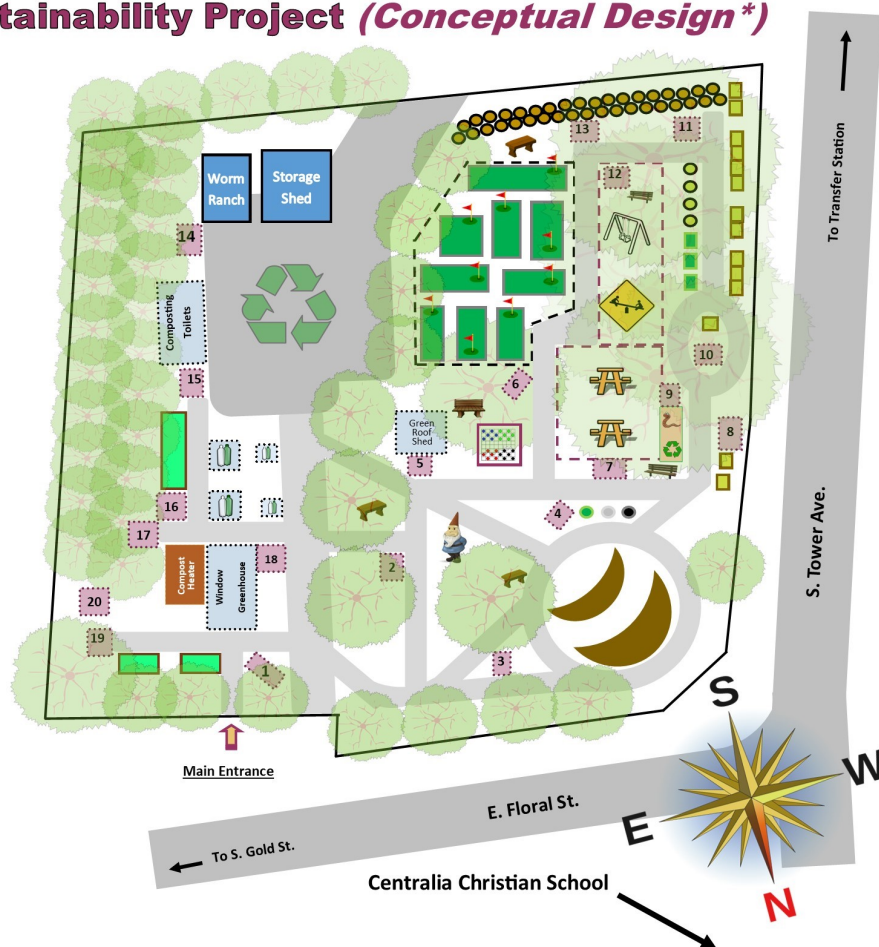 tainability Project (Conceptual Design*)
To Transfer Station
13
11
12
Worm
Ranch
Storage
Shed
14
Composting
Toilets
15
6
10
9
Green
Roof
Shed
5
8
7
16
4
17
18
2
Compost
Heater
Window
Greenhouse
S. Tower Ave.
20
19
1
3
Main Entrance
S
W
E
N
E. Floral St.
To S. Gold St.
Centralia Christian School